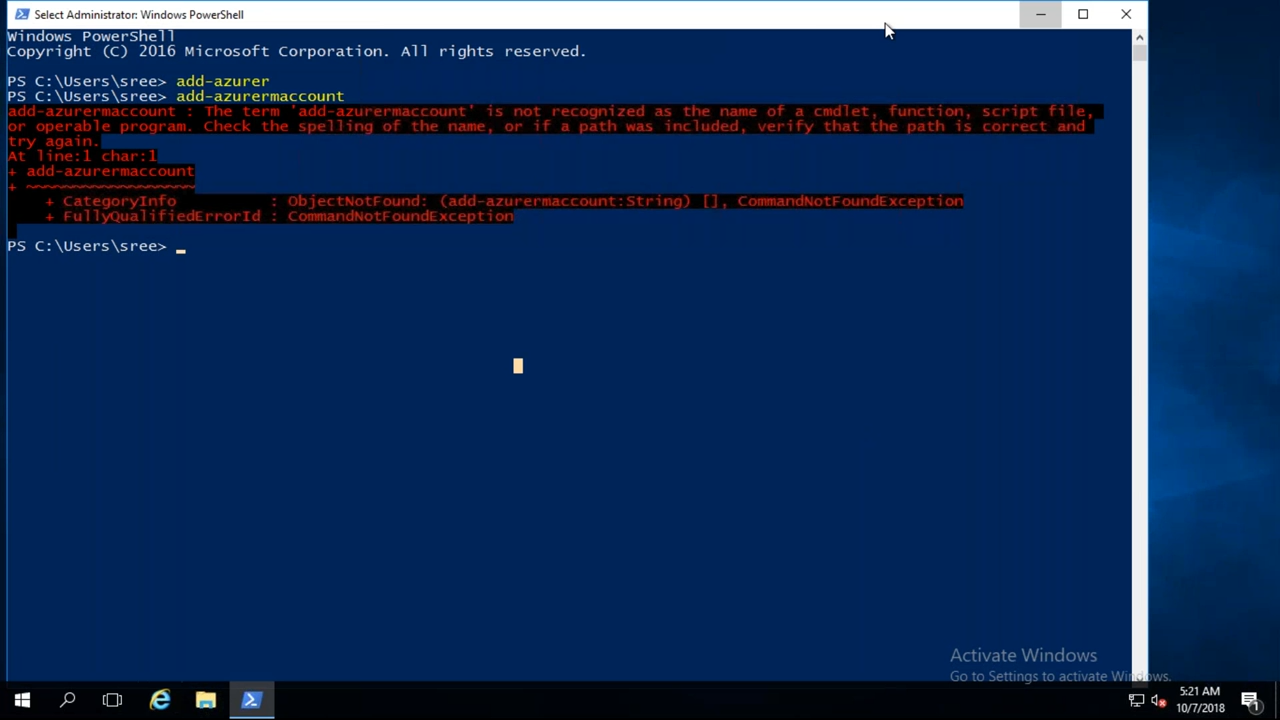 Select Administrator: Windows PowerShell
Windows PowerShell
Copyright (C) 2016 Microsoft Corporation. All rights reserved.
PS C:\Users\sree> add-azurer
PS C:\Users\sree> add-azurermaccount
add-azurermaccount : The term 'add-azurermaccount' is not recognized as the name of a cmdlet, function, script file,
or operable program. Check the spelling of the name, or if a path was included, verify that the path is correct and
try again.
At line:1 char:1
+ add-azurermaccount
+ ~~~~~~~~~~~~~~~~~~
+ CategoryInfo : ObjectNotFound: (add-azurermaccount:String) [], CommandNotFoundException
+ FullyQualifiedErrorId : CommandNotFoundException
PS C:\Users\sree> _
Activate Windows
Go to Settings to activate Windows.
5:21 AM
10/7/2018
1